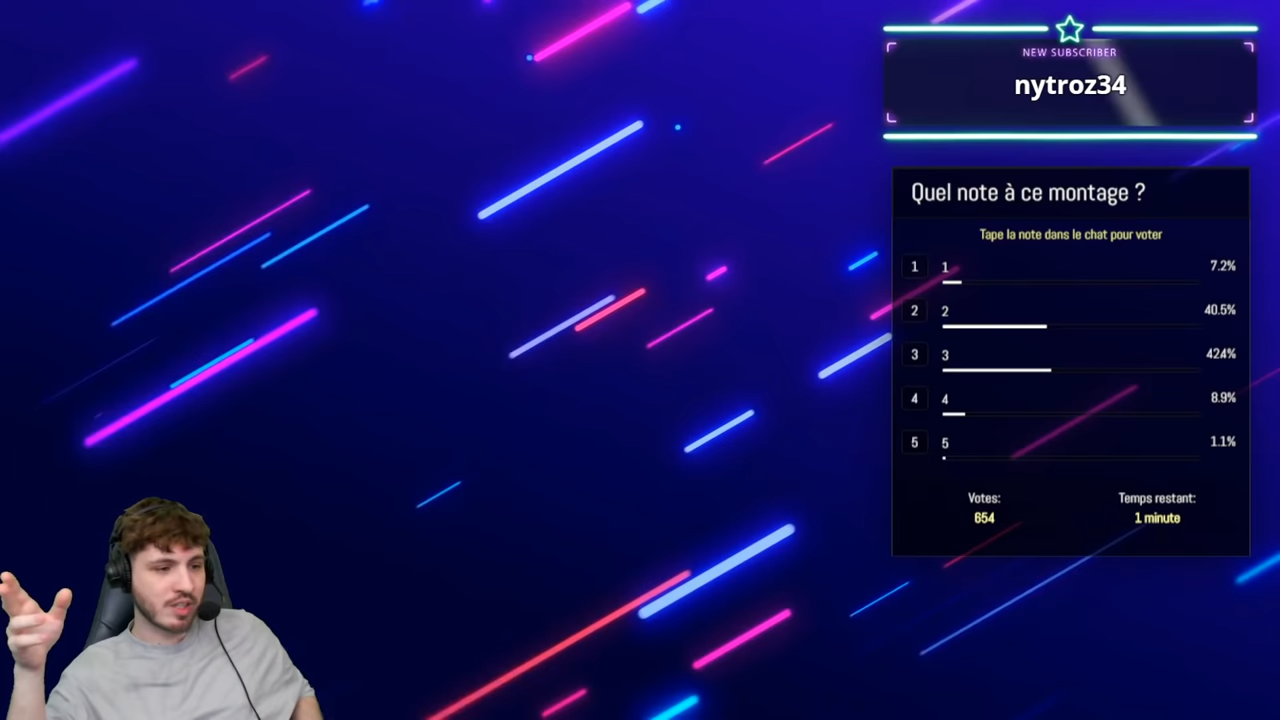 NEW SUBSCRIBER
nytroz34
Quel note à ce montage ?
Tape la note dans le chat pour voter
1 1 7.2%
2 2 40.5%
3 3 42.4%
4 4 8.9%
5 5 1.1%
Votes: Temps restant:
654 1 minute